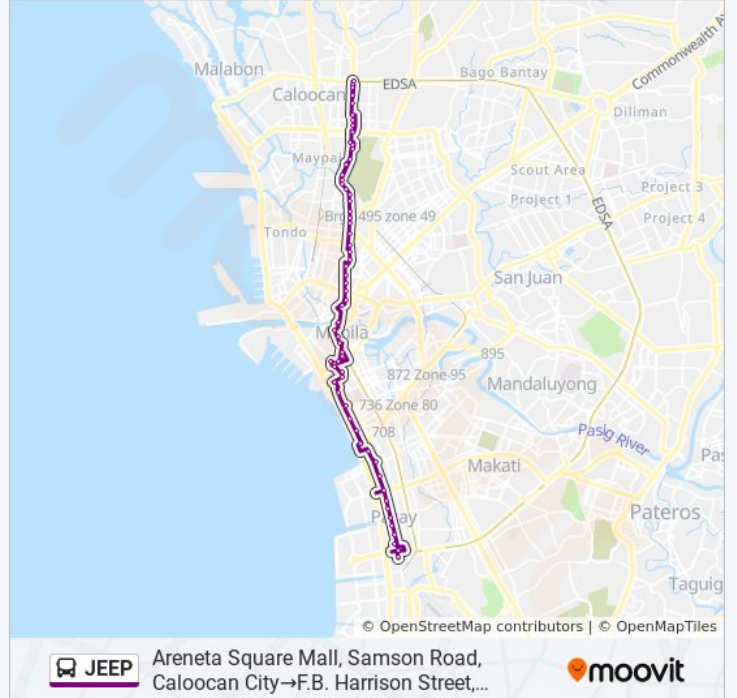 Malabon
Bago Bantay
Commonwealth A
Caloocan
EDSA
Diliman
Maypaj
Scout Area
Project 3
Project 1
EDSA
Brgy 495 zone 49
Project 4
Tondo
San Juan
Manila
895
872 Zone 95
Mandaluyong
736 Zone 80
708
Pasig River
Pas
Makati
Pasay
Pateros
Taguig
© OpenStreetMap contributors | © OpenMapTiles
JEEP
Areneta Square Mall, Samson Road,
Caloocan City→F.B. Harrison Street,...
moovit